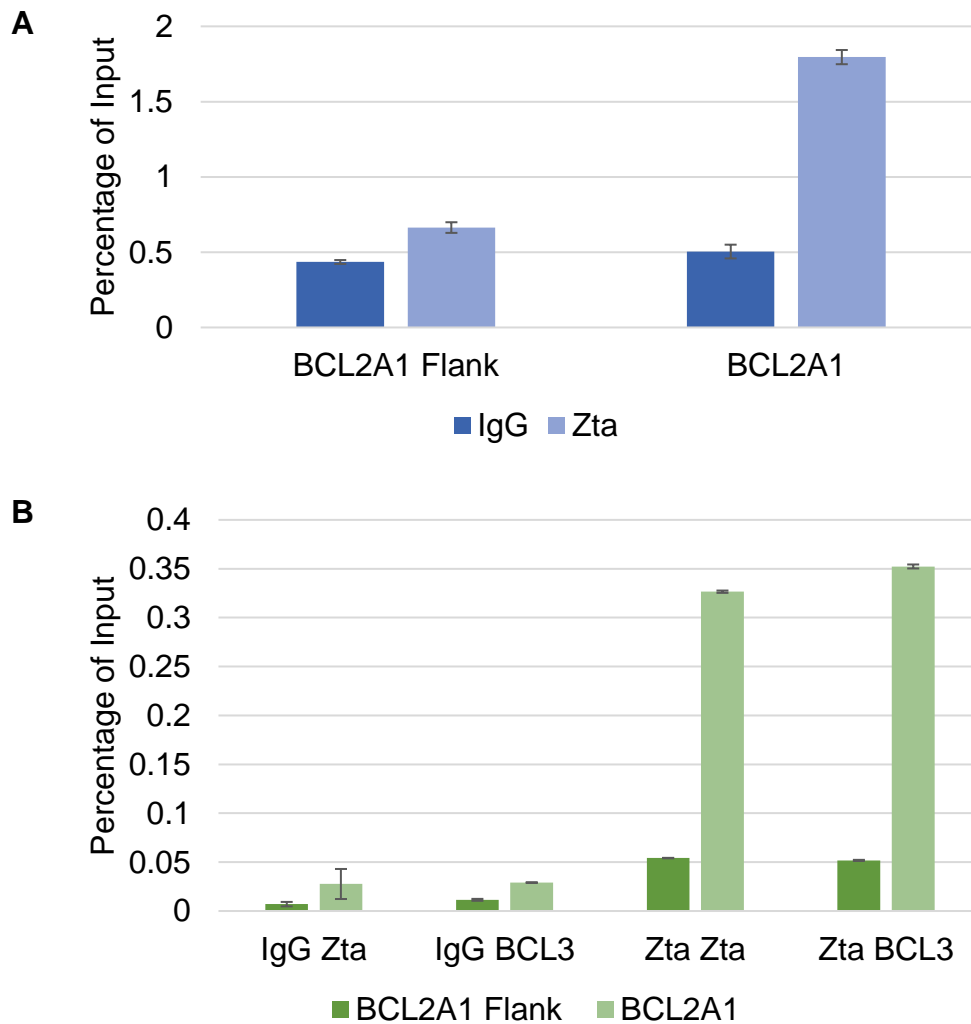 A
Percentage of Input
2
1.5
1
0.5
0
BCL2A1 Flank BCL2A1
IgG Zta
B
Percentage of Input
0.4
0.35
0.3
0.25
0.2
0.15
0.1
0.05
0
IgG Zta IgG BCL3 Zta Zta Zta BCL3
BCL2A1 Flank BCL2A1